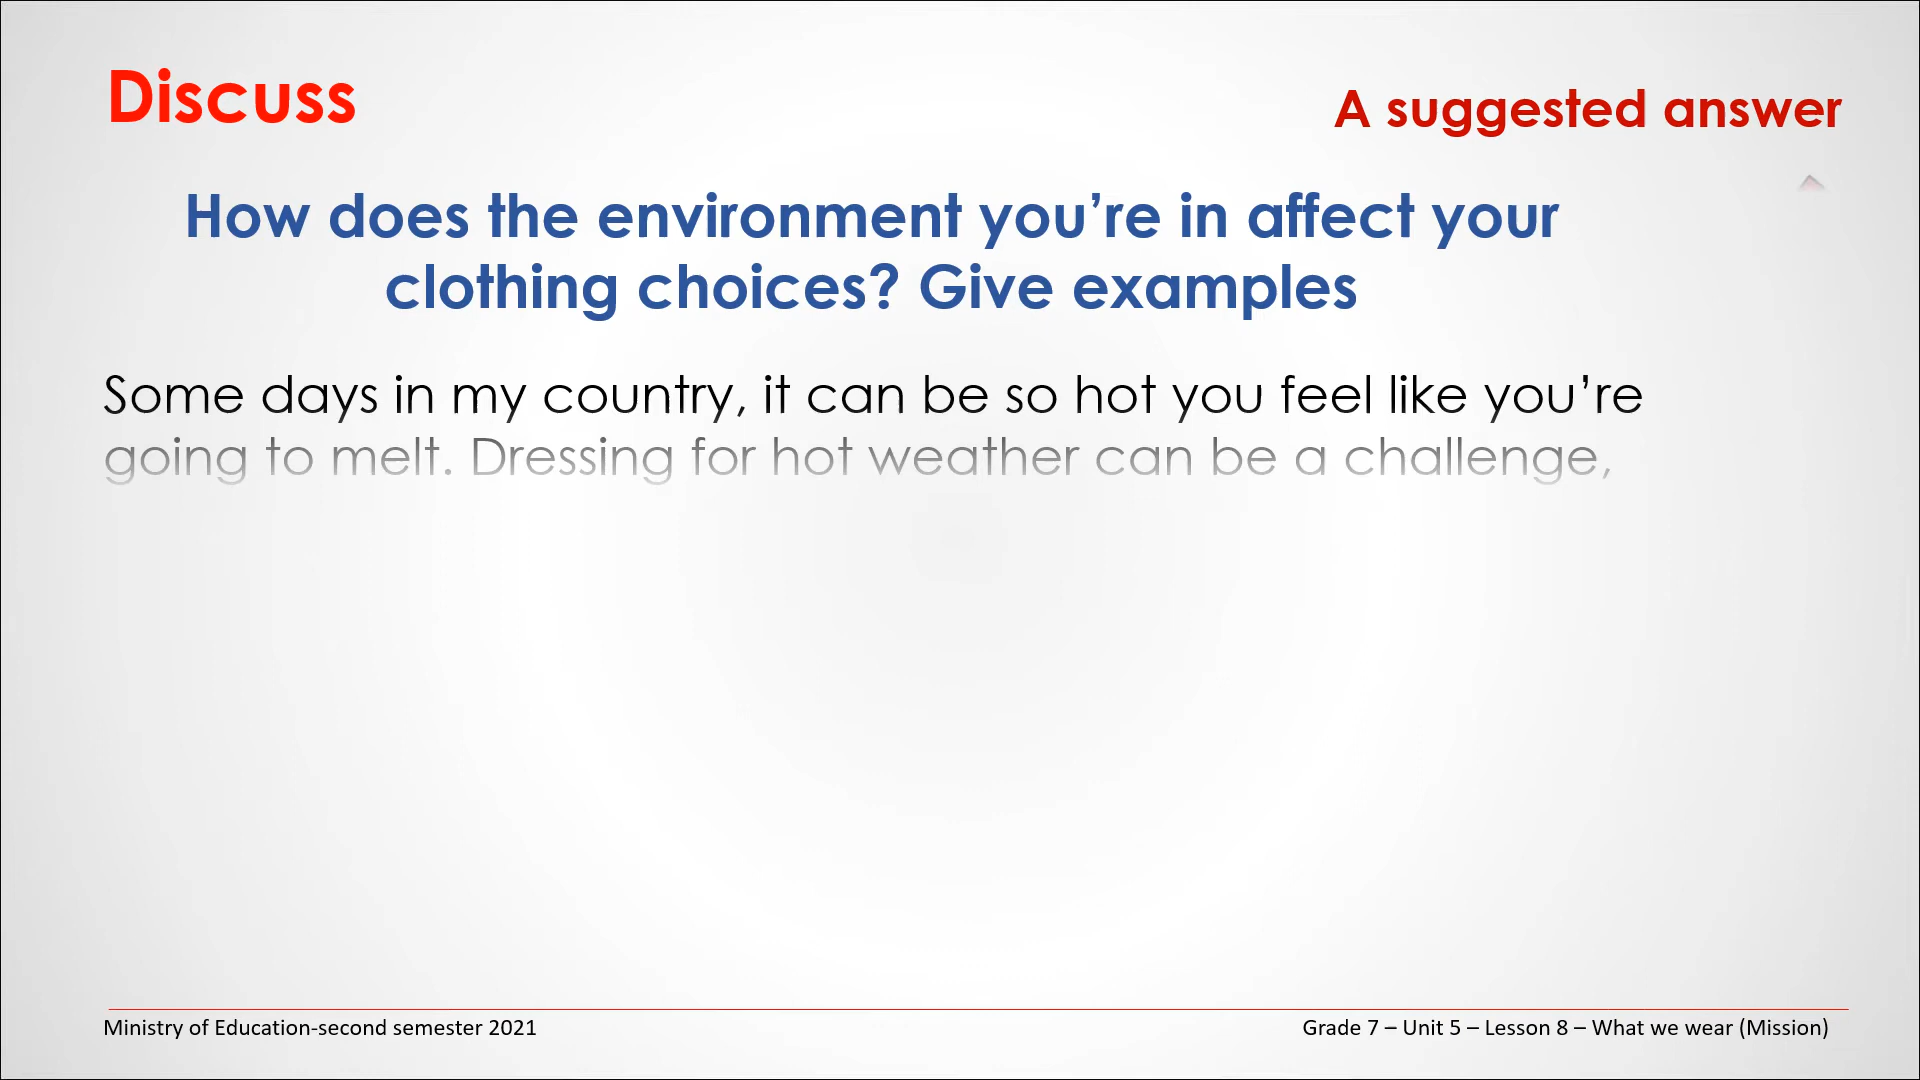 Discuss
A suggested answer
How does the environment you’re in affect your
clothing choices? Give examples
Some days in my country, it can be so hot you feel like you’re
going to melt. Dressing for hot weather can be a challenge,
Ministry of Education-second semester 2021
Grade 7 – Unit 5 – Lesson 8 – What we wear (Mission)